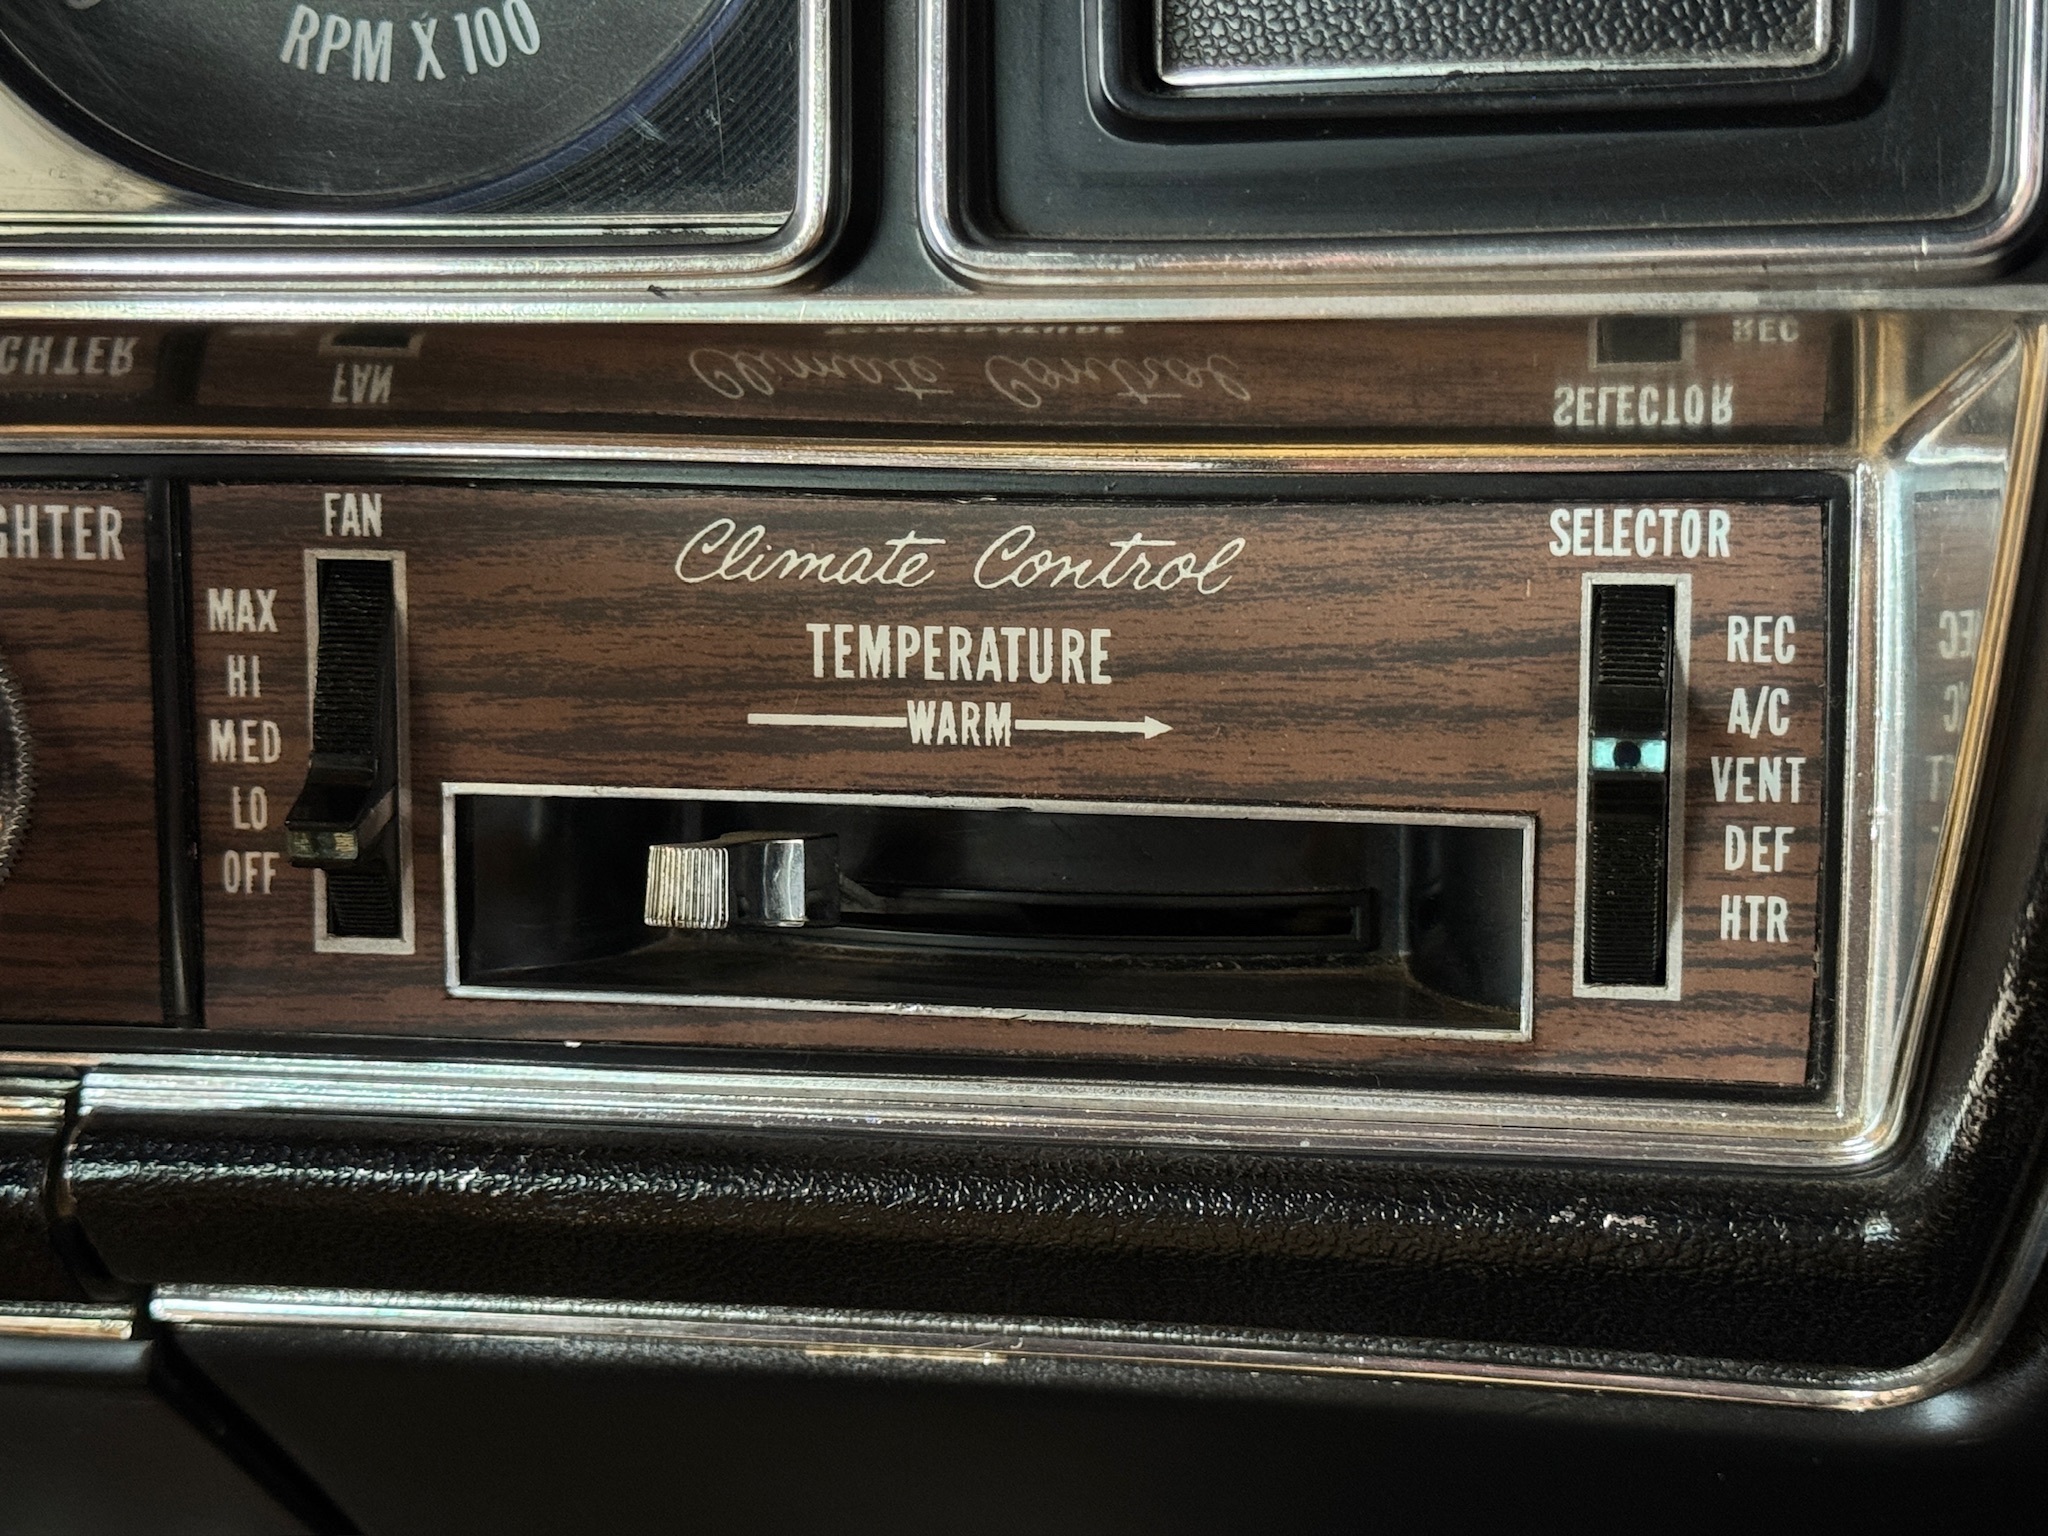 RPM X 100
GHTER
FAN
MAX
HI
MED
LO
OFF
Climate Control
TEMPERATURE
WARM
SELECTOR
REC
A/C
VENT
DEF
HTR